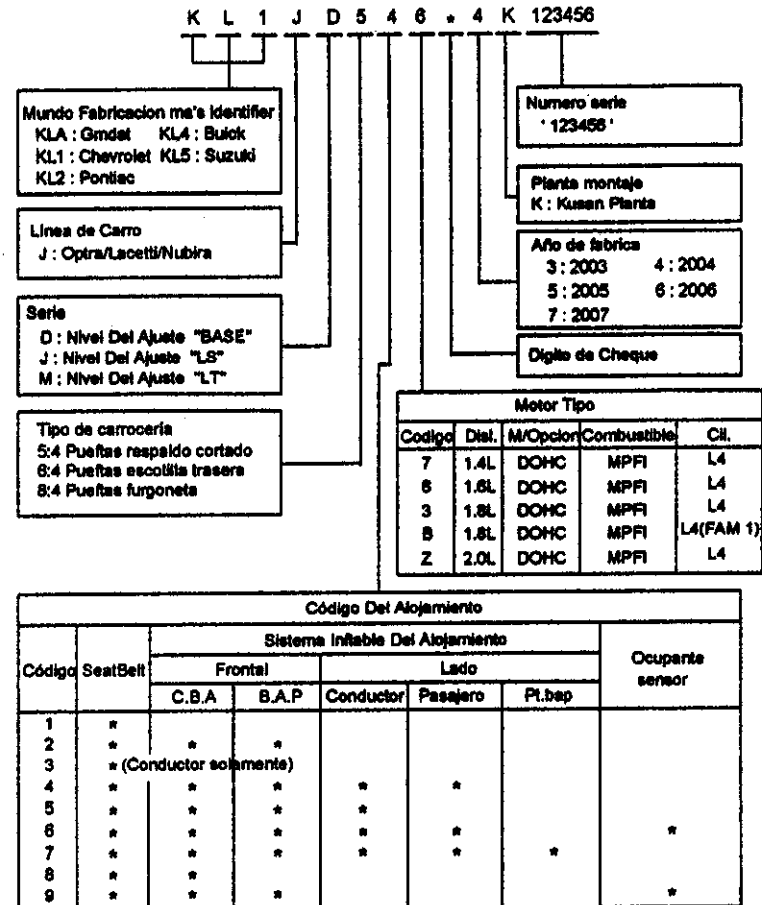 K L 1 J D 5 4 6 * 4 K 123456
Mundo Fabricacion ma's Identifier
KLA : Gmdat KL4 : Buick
KL1 : Chevrolet KL5 : Suzuki
KL2 : Pontiac
Linea de Carro
J : Optra/Lacetti/Nubira
Serie
D : Nivel Del Ajuste "BASE"
J : Nivel Del Ajuste "LS"
M : Nivel Del Ajuste "LT"
Tipo de carrocería
5:4 Pueftas respaldo cortado
6:4 Pueftas escotilla trasera
8:4 Pueftas furgoneta
Numero serie
' 123456 '
Planta montaje
K : Kusan Planta
Año de fabrica
3 : 2003 4 : 2004
5 : 2005 6 : 2006
7 : 2007
Digito de Cheque
Motor Tipo
Codigo Disl. M/Opcion Combustible Cil.
7 1.4L DOHC MPFI L4
6 1.6L DOHC MPFI L4
3 1.8L DOHC MPFI L4
B 1.8L DOHC MPFI L4(FAM 1)
Z 2.0L DOHC MPFI L4
Código Del Alojamiento
Sistema Inflable Del Alojamiento
Código SeatBelt Frontal Lado Ocupante sensor
C.B.A B.A.P Conductor Pasajero Pt.bap
1 *
2 * * *
3 * (Conductor solamente)
4 * * * * *
5 * * * *
6 * * * * * *
7 * * * * * *
8 * *
9 * * * *